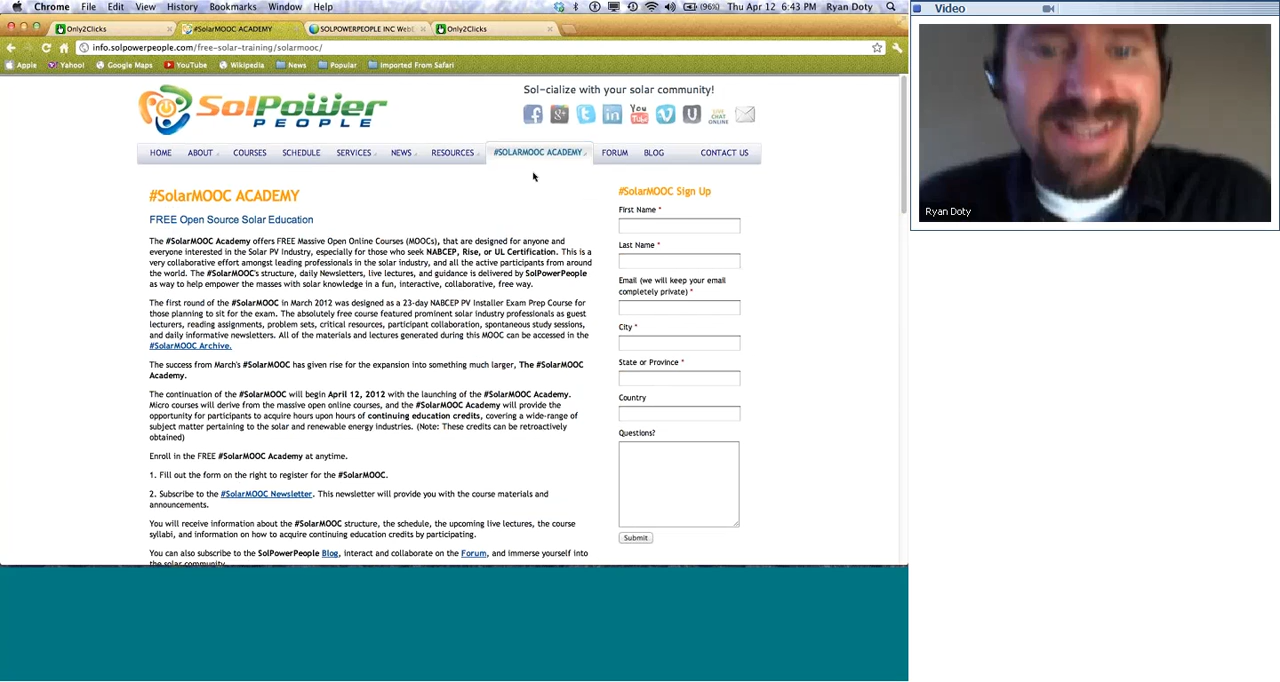 Chrome File Edit View History Bookmarks Window Help (96%) Thu Apr 12 6:43 PM Ryan Doty
Only2Clicks #SolarMOOC ACADEMY SOLPOWERPEOPLE INC Web Only2Clicks
info.solpowerpeople.com/free-solar-training/solarmooc/
Apple Yahoo! Google Maps YouTube Wikipedia News Popular Imported From Safari
SolPower
PEOPLE
Sol-cialize with your solar community!
You Tube LIVE CHAT ONLINE
HOME ABOUT COURSES SCHEDULE SERVICES NEWS RESOURCES #SOLARMOOC ACADEMY FORUM BLOG CONTACT US
#SolarMOOC ACADEMY
FREE Open Source Solar Education
The #SolarMOOC Academy offers FREE Massive Open Online Courses (MOOCs), that are designed for anyone and
everyone interested in the Solar PV Industry, especially for those who seek NABCEP, Rise, or UL Certification. This is a
very collaborative effort amongst leading professionals in the solar industry, and all the active participants from around
the world. The #SolarMOOC's structure, daily Newsletters, live lectures, and guidance is delivered by SolPowerPeople
as way to help empower the masses with solar knowledge in a fun, interactive, collaborative, free way.
The first round of the #SolarMOOC in March 2012 was designed as a 23-day NABCEP PV Installer Exam Prep Course for
those planning to sit for the exam. The absolutely free course featured prominent solar industry professionals as guest
lecturers, reading assignments, problem sets, critical resources, participant collaboration, spontaneous study sessions,
and daily informative newsletters. All of the materials and lectures generated during this MOOC can be accessed in the
#SolarMOOC Archive.
The success from March's #SolarMOOC has given rise for the expansion into something much larger, The #SolarMOOC
Academy.
The continuation of the #SolarMOOC will begin April 12, 2012 with the launching of the #SolarMOOC Academy.
Micro courses will derive from the massive open online courses, and the #SolarMOOC Academy will provide the
opportunity for participants to acquire hours upon hours of continuing education credits, covering a wide-range of
subject matter pertaining to the solar and renewable energy industries. (Note: These credits can be retroactively
obtained)
Enroll in the FREE #SolarMOOC Academy at anytime.
1. Fill out the form on the right to register for the #SolarMOOC.
2. Subscribe to the #SolarMOOC Newsletter. This newsletter will provide you with the course materials and
announcements.
You will receive information about the #SolarMOOC structure, the schedule, the upcoming live lectures, the course
syllabi, and information on how to acquire continuing education credits by participating.
You can also subscribe to the SolPowerPeople Blog, interact and collaborate on the Forum, and immerse yourself into
the solar community.
#SolarMOOC Sign Up
First Name *
Last Name *
Email (we will keep your email
completely private) *
City *
State or Province *
Country
Questions?
Submit
Video
Ryan Doty